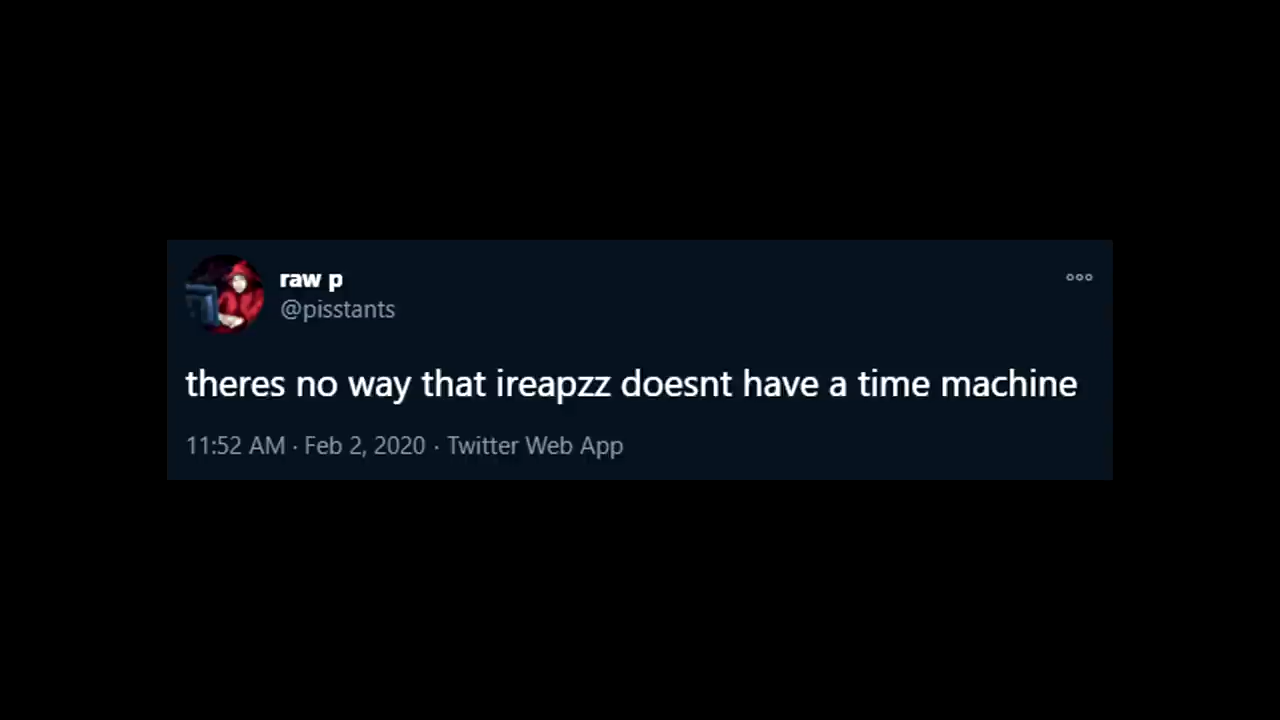 raw p
@pisstants
theres no way that ireapzz doesnt have a time machine
11:52 AM · Feb 2, 2020 · Twitter Web App